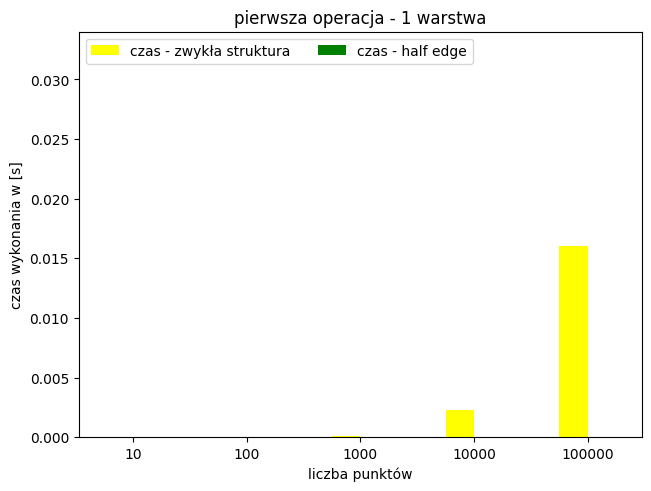 pierwsza operacja - 1 warstwa
czas - zwykła struktura
czas - half edge
0.030
0.025
0.020
0.015
0.010
0.005
0.000
czas wykonania w [s]
10
100
1000
10000
100000
liczba punktów